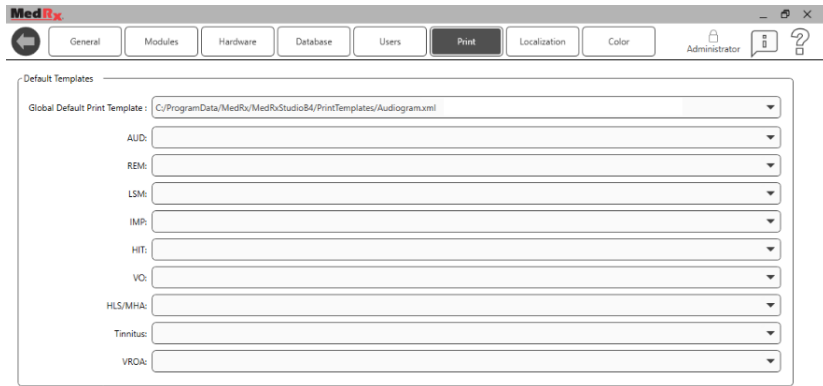 MedRx
General Modules Hardware Database Users Print Localization Color Administrator
Default Templates
Global Default Print Template : C:/ProgramData/MedRx/MedRxStudioB4/PrintTemplates/Audiogram.xml
AUD:
REM:
LSM:
IMP:
HIT:
VO:
HLS/MHA:
Tinnitus:
VROA: